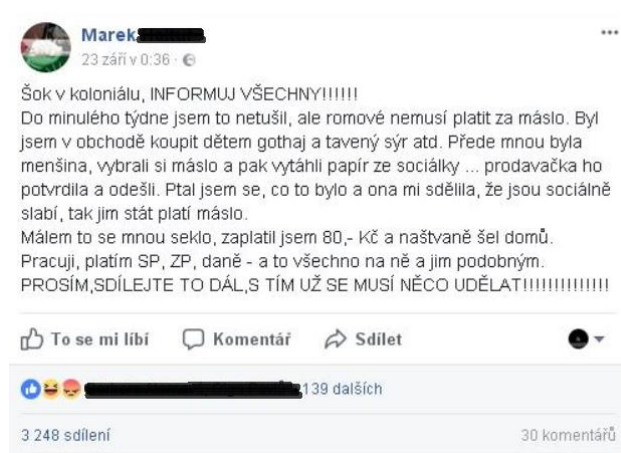 Marek
23 září v 0:36 ·
Šok v koloniálu, INFORMUJ VŠECHNY!!!!!!
Do minulého týdne jsem to netušil, ale romové nemusí platit za máslo. Byl
jsem v obchodě koupit dětem gothaj a tavený sýr atd. Přede mnou byla
menšina, vybrali si máslo a pak vytáhli papír ze sociálky ... prodavačka ho
potvrdila a odešli. Ptal jsem se, co to bylo a ona mi sdělila, že jsou sociálně
slabí, tak jim stát platí máslo.
Málem to se mnou seklo, zaplatil jsem 80,- Kč a naštvaně šel domů.
Pracuji, platím SP, ZP, daně - a to všechno na ně a jim podobným.
PROSÍM,SDÍLEJTE TO DÁL,S TÍM UŽ SE MUSÍ NĚCO UDĚLAT!!!!!!!!!!!!!!
To se mi líbí Komentář Sdílet
139 dalších
3 248 sdílení 30 komentářů